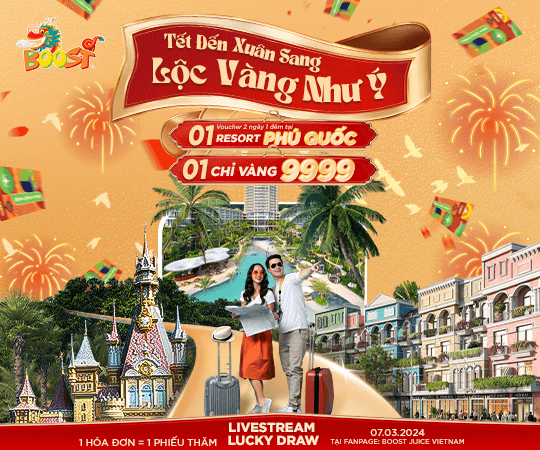 BOOST
Tết Đến Xuân Sang
Lộc Vàng Như Ý
Voucher 2 ngày 1 đêm tại
01 RESORT PHÚ QUỐC
01 CHỈ VÀNG 9999
1 HÓA ĐƠN = 1 PHIẾU THĂM
LIVESTREAM
LUCKY DRAW
07.03.2024
TẠI FANPAGE: BOOST JUICE VIETNAM